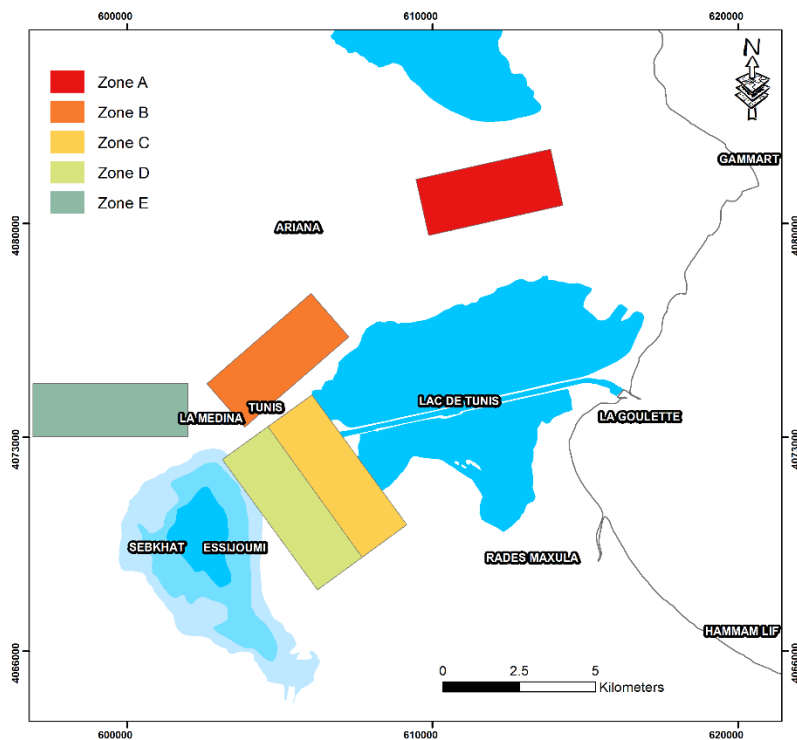 600000
610000
620000
N
Zone A
Zone B
Zone C
Zone D
Zone E
GAMMART
4080000
4080000
ARIANA
LAC DE TUNIS
TUNIS
LA MEDINA
LA GOULETTE
4073000
4073000
SEBKHAT ESSIJOUMI
RADES MAXULA
HAMMAM LIF
4066000
4066000
0 2.5 5
Kilometers
600000
610000
620000